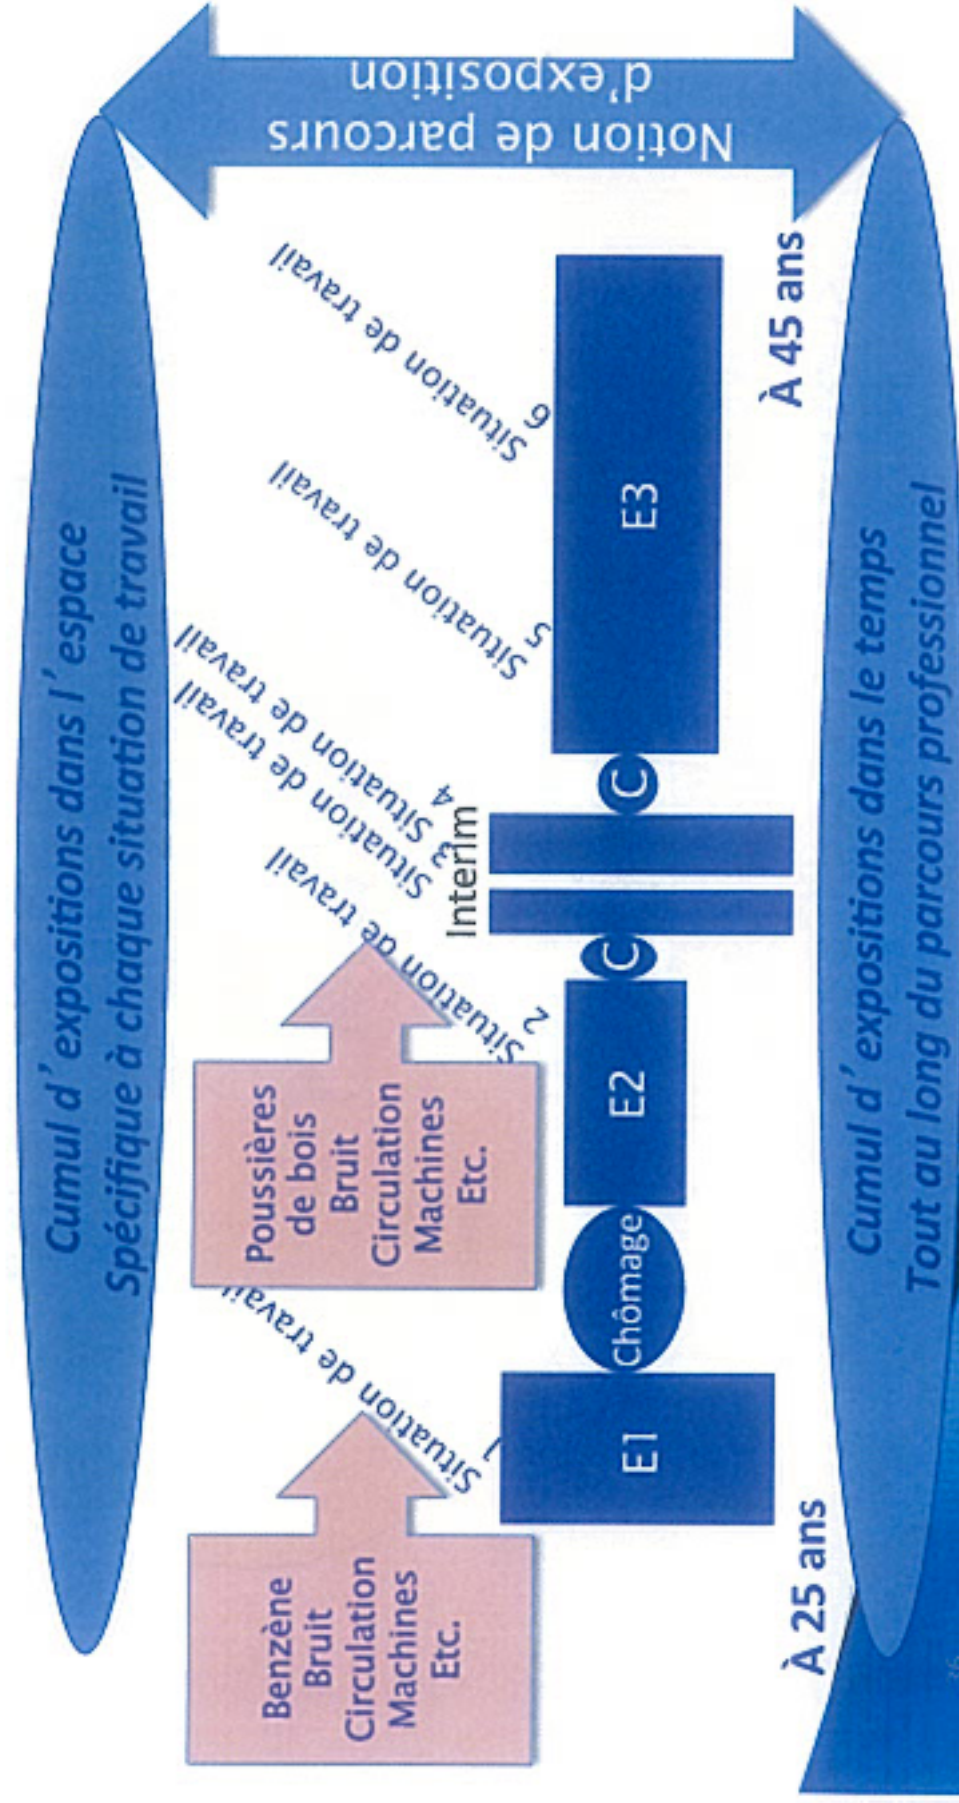 Cumul d'expositions dans l'espace
Spécifique à chaque situation de travail
Notion de parcours
d'exposition
Benzène
Bruit
Circulation
Machines
Etc.
Situation de travail
1
Poussières
de bois
Bruit
Circulation
Machines
Etc.
Situation de travail
2
Situation de travail
3
Situation de travail
4
Situation de travail
5
Situation de travail
6
Interim
E1
Chômage
E2
C
C
E3
À 25 ans
À 45 ans
Cumul d'expositions dans le temps
Tout au long du parcours professionnel